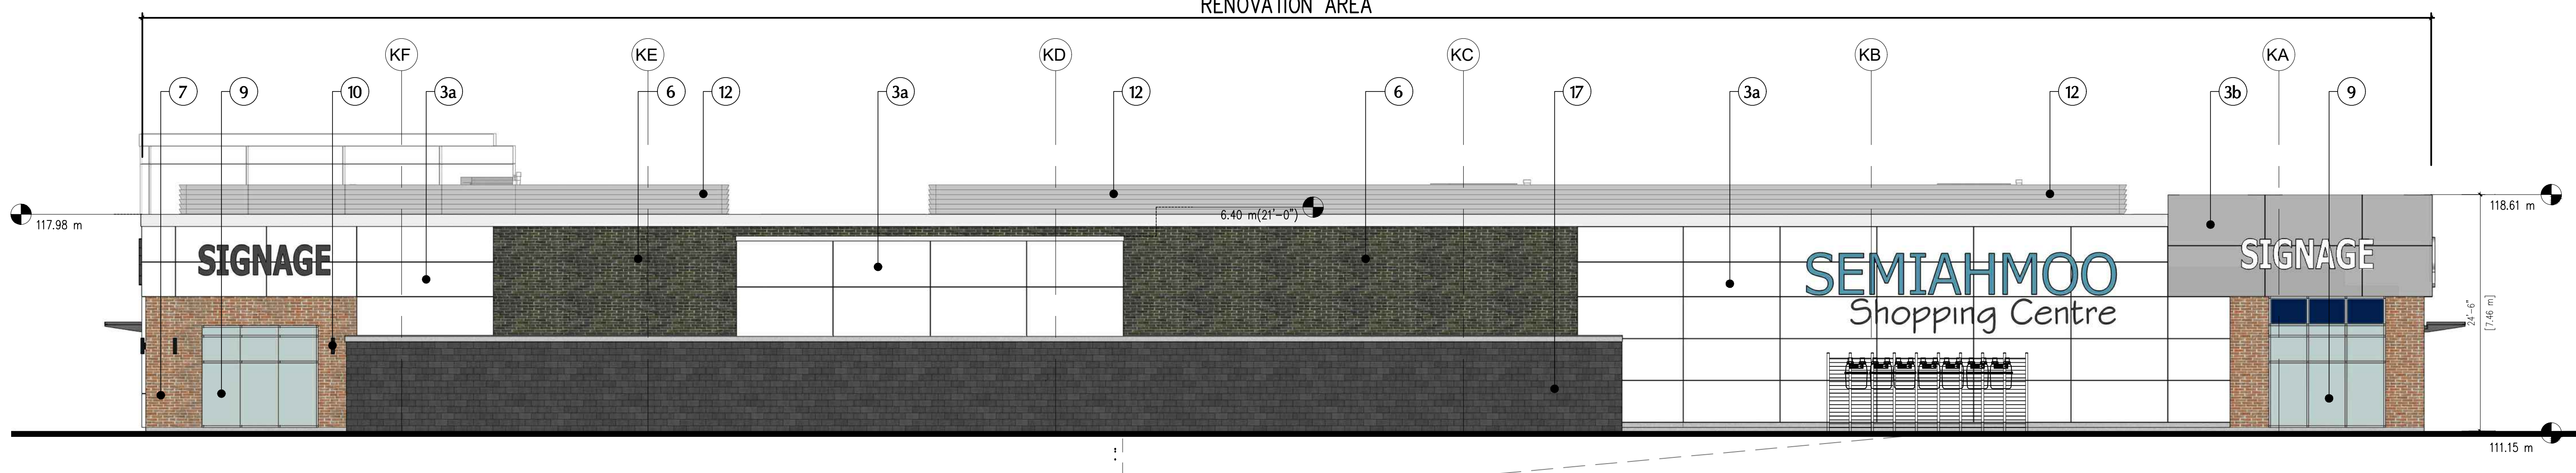 RENOVATION AREA
KF
KE
KD
KC
KB
KA
7
9
10
3a
6
12
3a
12
6
17
3a
12
3b
9
117.98 m
6.40 m(21'-0")
118.61 m
SIGNAGE
SEMIAHMOO
Shopping Centre
SIGNAGE
24'-6"
[7.46 m]
111.15 m